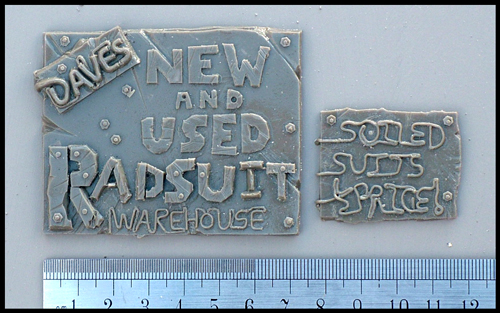 DAVES
NEW
AND
USED
RADSUIT
WAREHOUSE
SOILED
SUITS
½ PRICE!
1 2 3 4 5 6 7 8 9 10 11 12